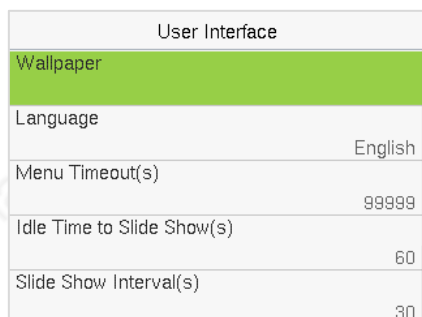 User Interface
Wallpaper
Language
English
Menu Timeout(s)
99999
Idle Time to Slide Show(s)
60
Slide Show Interval(s)
30